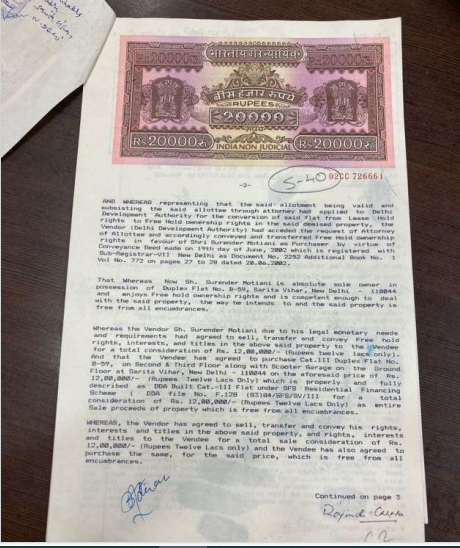 20000रु
भारतीय गैर न्यायिक
20000रु
बीस हजार रुपये
RUPEES
20000
Rs.20000रु.
INDIA NON JUDICIAL
Rs.20000रु.
-2-
S-40
02CC 726661
AND WHEREAS representing that the said allotment being valid and
subsisting the said allottee through attorney had applied to Delhi
Development Authority for the conversion of said flat from Lease Hold
rights to Free Hold ownership rights in the said demised property, the
Vendor (Delhi Development Authority) had aceded the request of Attorney
of Allottee and accordingly conveyed and transferred Free Hold ownership
rights in favour of Shri Surender Motiani as Purchaser by virtue of
Conveyance Deed made on 19th day of June, 2002 which is registered with
Sub-Registrar-VII New Delhi as Document No. 2252 Additional Book No. 1
Vol No. 772 on pages 27 to 28 dated 20.06.2002.
That Whereas Now Sh. Surender Motiani is absolute sole owner in
possession of Duplex Flat No. B-59, Sarita Vihar, New Delhi - 110044
and enjoys Free hold ownership rights and is competent enough to deal
with the said property, the way he intends to and the said property is
free from all encumbrances.
Whereas the Vendor Sh. Surender Motiani due to his legal monetary needs
and requirements had agreed to sell, transfer and convey Free hold
rights, interests, and titles in the above said property to the Vendee
for a total consideration of Rs. 12,00,000/- (Rupees twelve lacs only).
And that the Vendee has agreed to purchase Cat.III Duplex Flat No.
B-59, on Second & Third Floor along with Scooter Garage on the Ground
Floor at Sarita Vihar, New Delhi - 110044 on the aforesaid price of Rs.
12,00,000/- (Rupees Twelve Lacs Only) which is properly and fully
described as DDA Built Cat-III Flat under SFS Residential Financing
Scheme ( DDA file No. F.128 (83)84/SFS/SV/III for a total
consideration of Rs. 12,00,000/- (Rupees Twelve Lacs Only) as entire
Sale proceeds of property which is free from all encumbrances.
WHEREAS, the Vendor has agreed to sell, transfer and convey his rights,
interests and titles in the above said property, and rights, interests
and titles to the Vendee for a total sale consideration of Rs.
12,00,000/- (Rupees Twelve Lacs only) and the Vendee has also agreed to
purchase the same, for the said price, which is free from all
encumbrances.
Continued on page 3